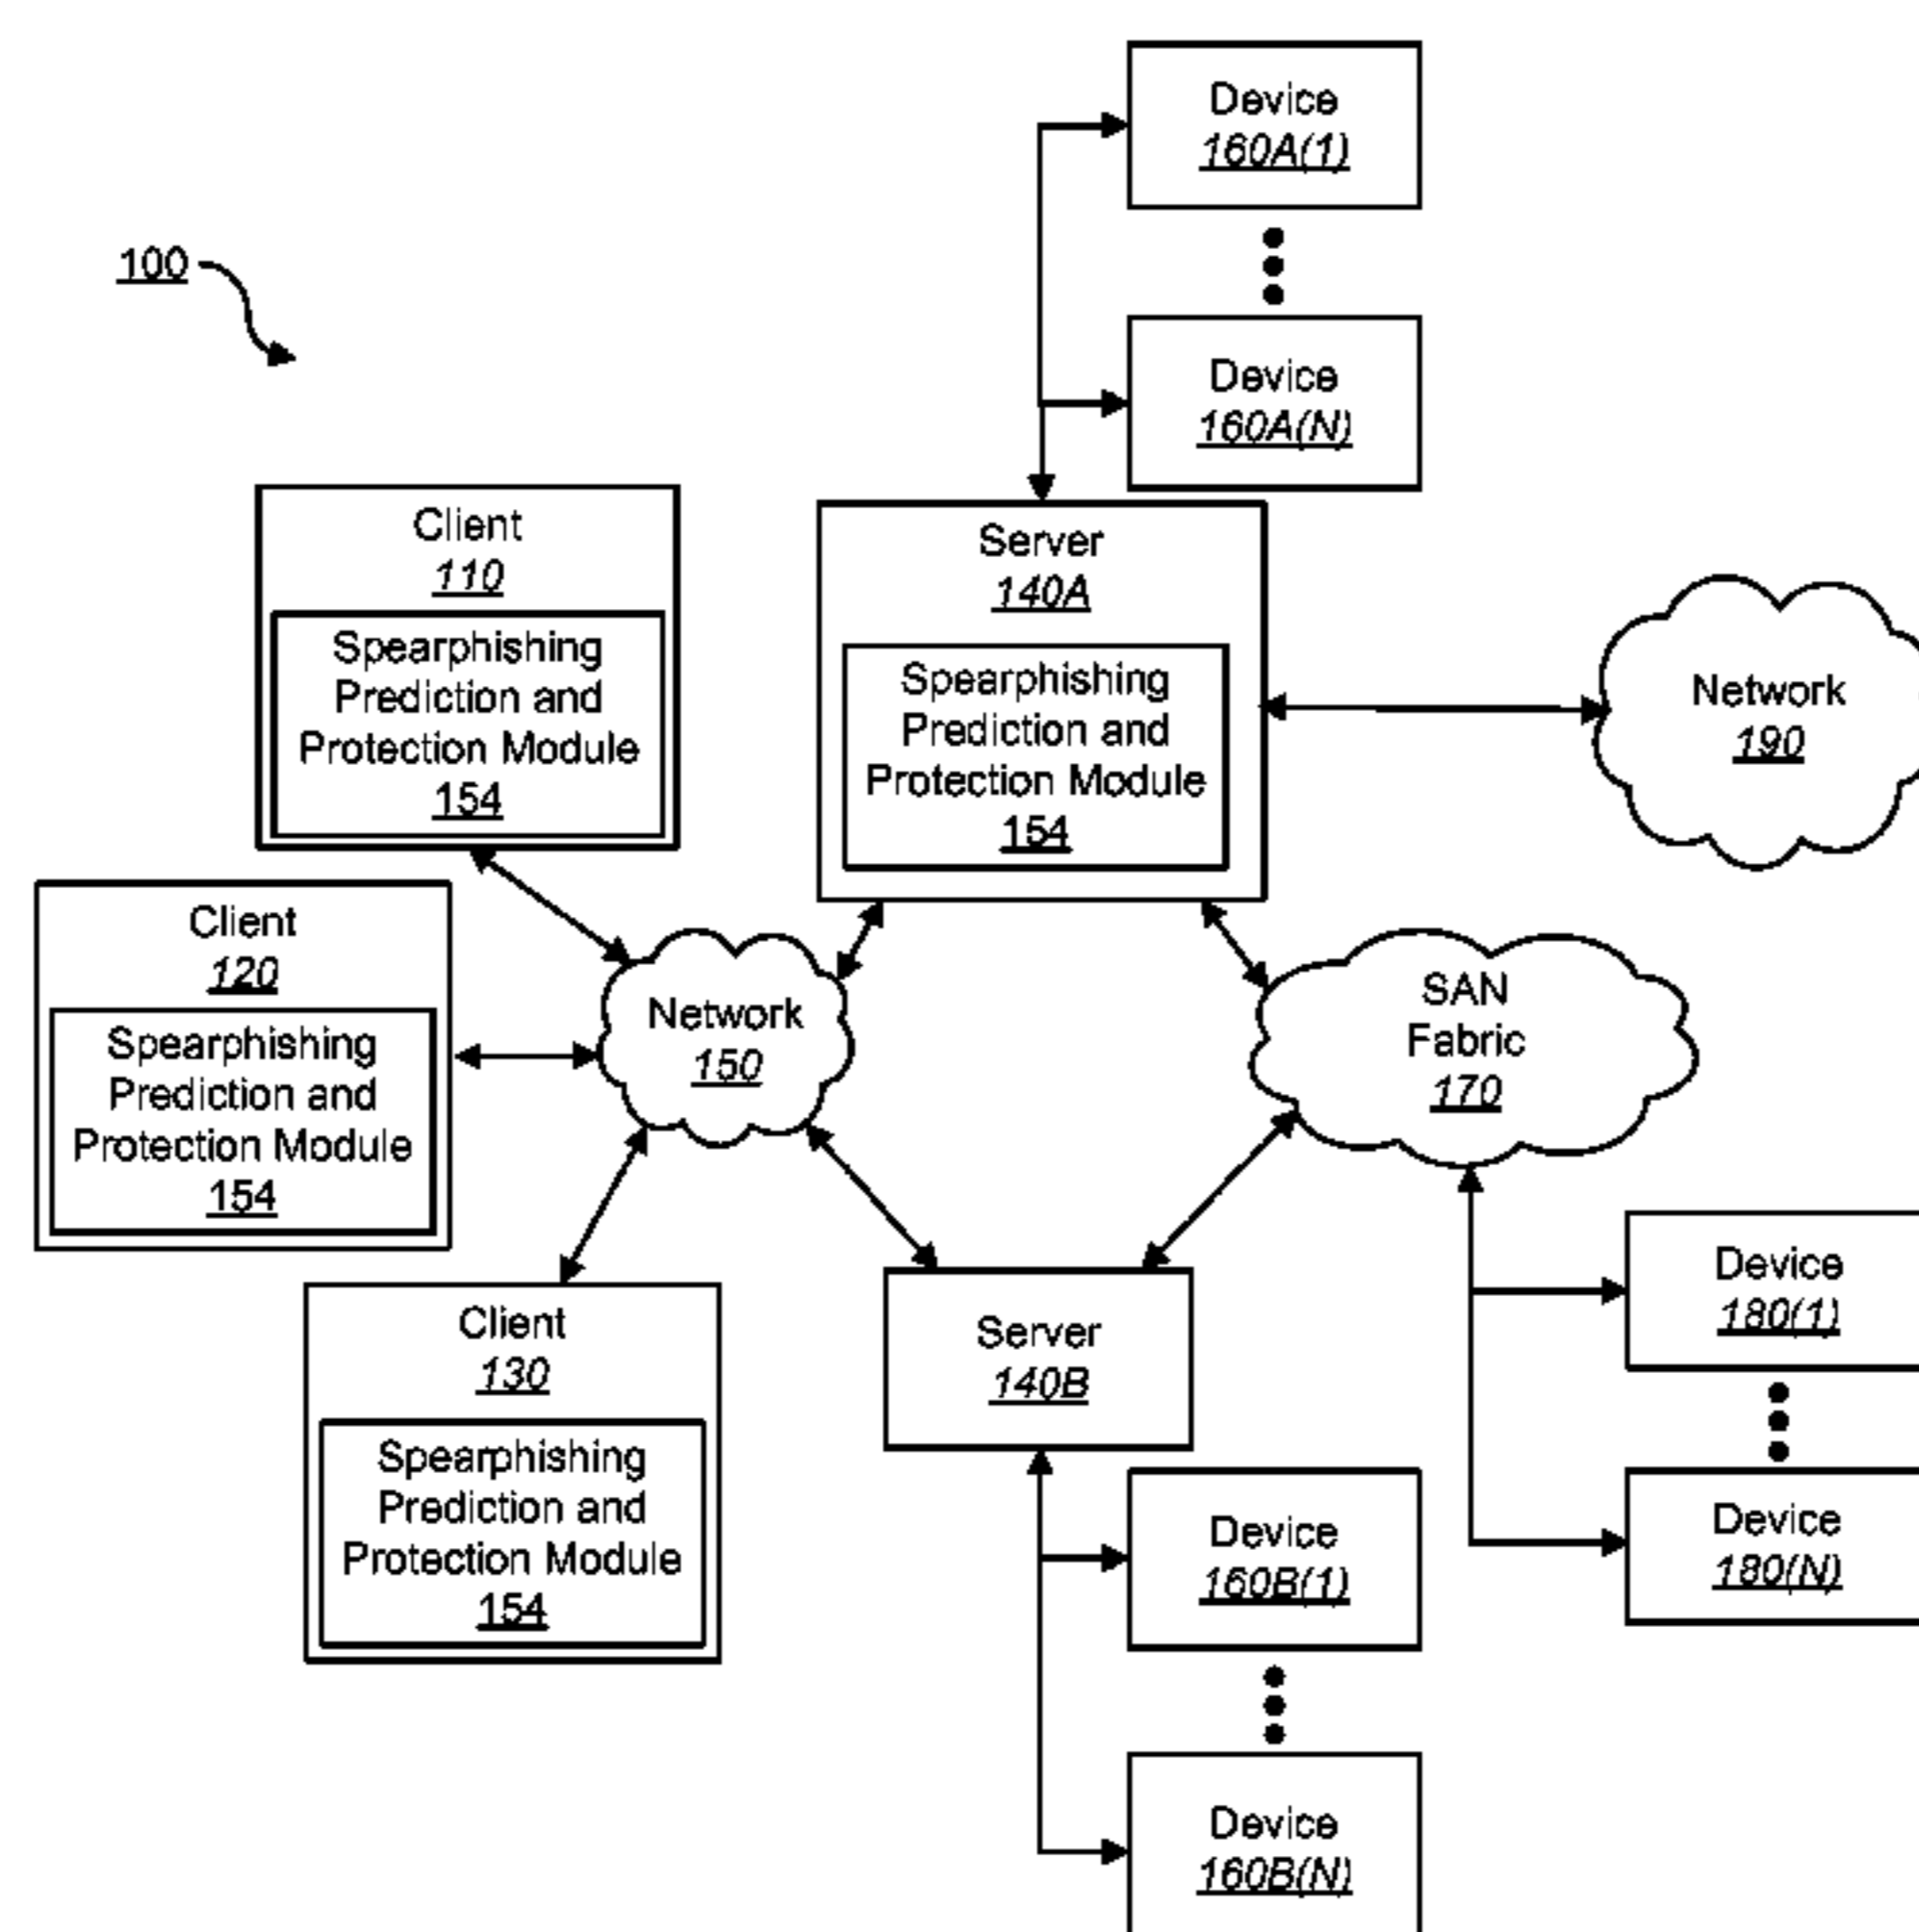 Device
160A(1)
100
Device
160A(N)
Client
110
Spearphishing
Prediction and
Protection Module
154
Server
140A
Spearphishing
Prediction and
Protection Module
154
Network
190
Client
120
Spearphishing
Prediction and
Protection Module
154
Network
150
SAN
Fabric
170
Client
130
Spearphishing
Prediction and
Protection Module
154
Server
140B
Device
180(1)
Device
180(N)
Device
160B(1)
Device
160B(N)